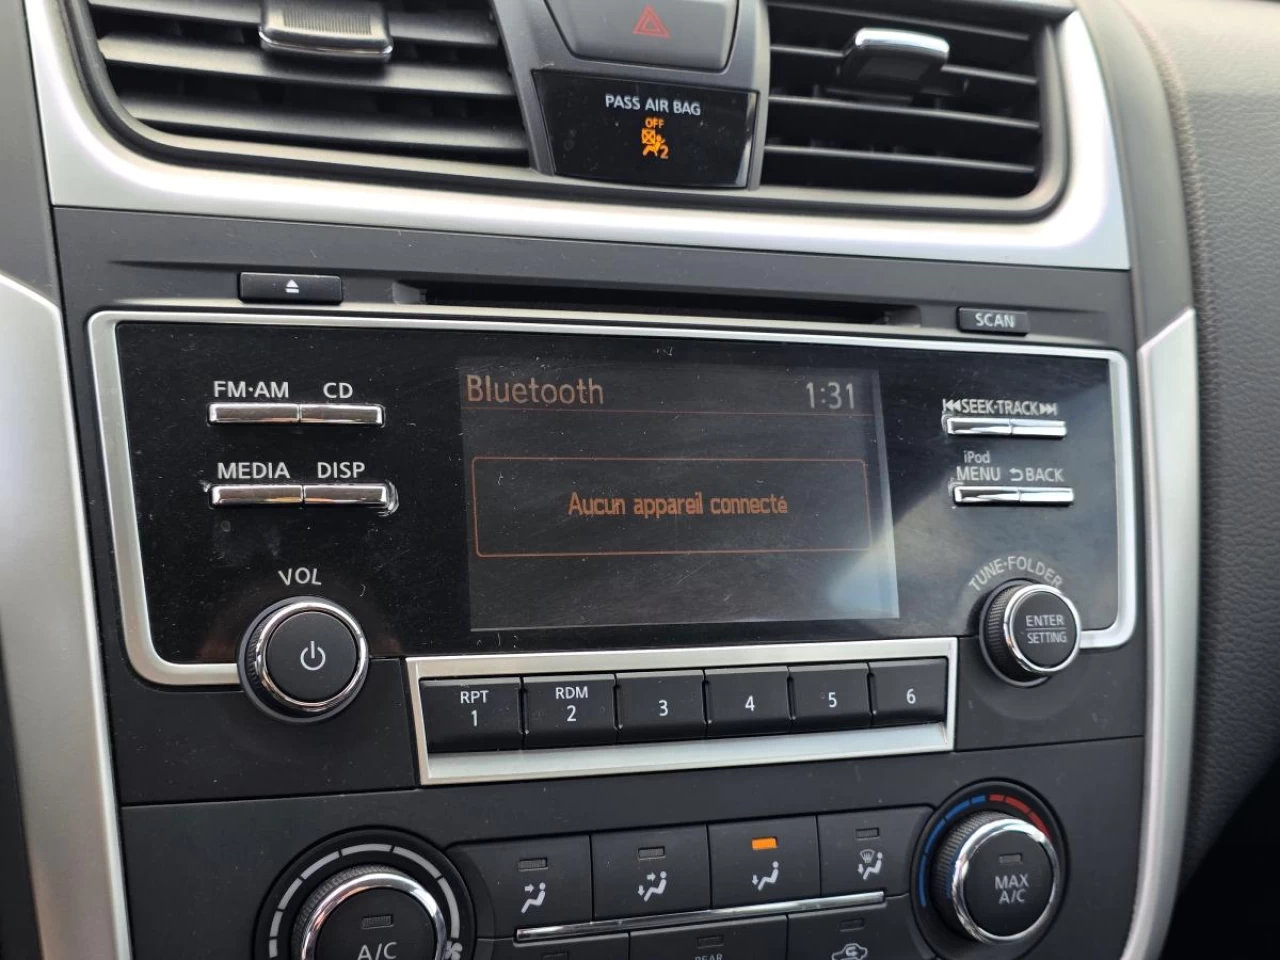 PASS AIR BAG
OFF
2
SCAN
FM·AM CD
MEDIA DISP
Bluetooth 1:31
Aucun appareil connecté
SEEK·TRACK
iPod
MENU BACK
VOL
TUNE·FOLDER
ENTER
SETTING
RPT
1
RDM
2
3
4
5
6
MAX
A/C
A/C
REAR